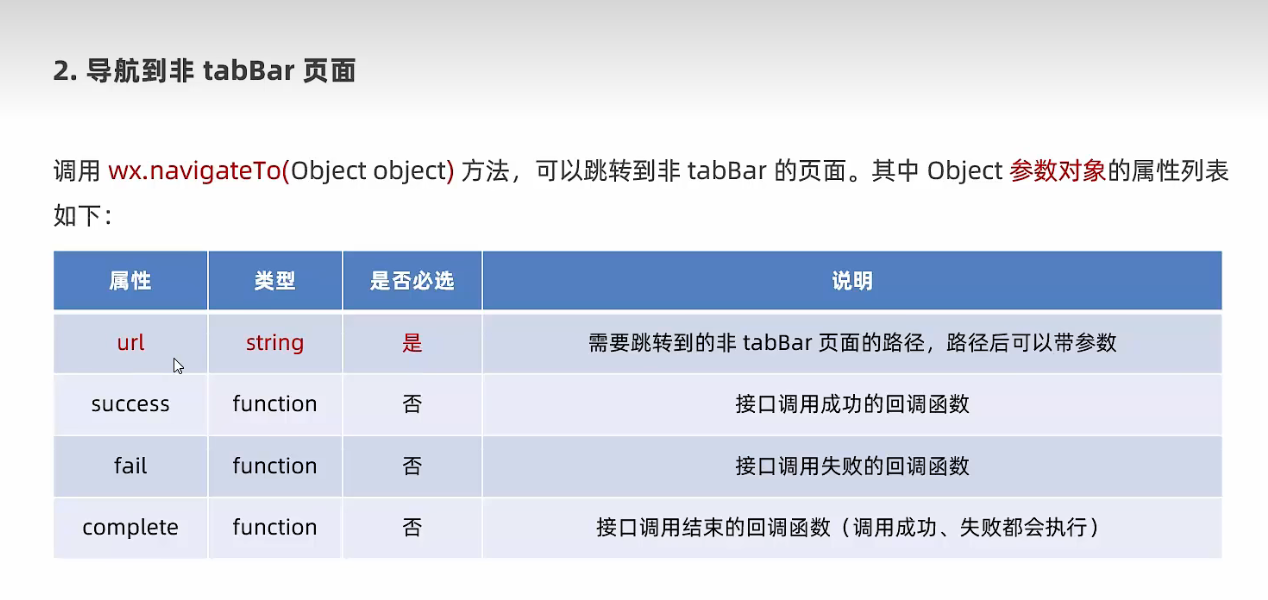 2. 导航到非 tabBar 页面
调用 wx.navigateTo(Object object) 方法，可以跳转到非 tabBar 的页面。其中 Object 参数对象的属性列表
如下：
属性 类型 是否必选 说明
url string 是 需要跳转到的非 tabBar 页面的路径，路径后可以带参数
success function 否 接口调用成功的回调函数
fail function 否 接口调用失败的回调函数
complete function 否 接口调用结束的回调函数（调用成功、失败都会执行）